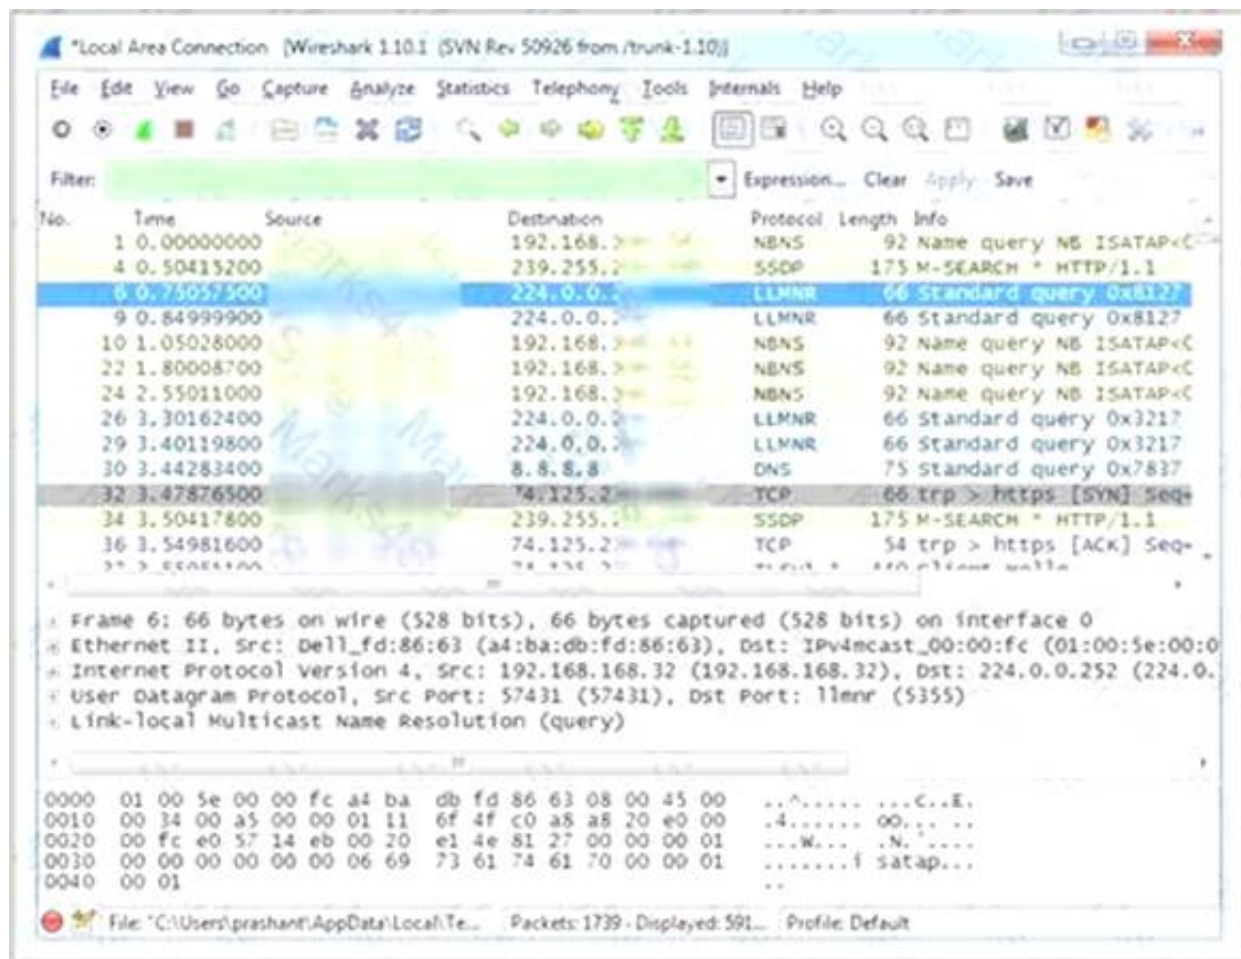 *Local Area Connection [Wireshark 1.10.1 (SVN Rev 50926 from /trunk-1.10)]
File Edit View Go Capture Analyze Statistics Telephony Tools Internals Help
Filter: Expression... Clear Apply Save
No. Time Source Destination Protocol Length Info
1 0.00000000 192.168. NBNS 92 Name query NB ISATAP<C
4 0.50415200 239.255. SSDP 175 M-SEARCH * HTTP/1.1
6 0.75057500 224.0.0. LLMNR 66 Standard query 0x8127
9 0.84999900 224.0.0. LLMNR 66 Standard query 0x8127
10 1.05028000 192.168. NBNS 92 Name query NB ISATAP<C
22 1.80008700 192.168. NBNS 92 Name query NB ISATAP<C
24 2.55011000 192.168. NBNS 92 Name query NB ISATAP<C
26 3.30162400 224.0.0. LLMNR 66 Standard query 0x3217
29 3.40119800 224.0.0. LLMNR 66 Standard query 0x3217
30 3.44283400 8.8.8.8 DNS 75 Standard query 0x7837
32 3.47876500 74.125.2 TCP 66 trp > https [SYN] Seq=
34 3.50417800 239.255. SSDP 175 M-SEARCH * HTTP/1.1
36 3.54981600 74.125.2 TCP 54 trp > https [ACK] Seq=
Frame 6: 66 bytes on wire (528 bits), 66 bytes captured (528 bits) on interface 0
Ethernet II, Src: Dell_fd:86:63 (a4:ba:db:fd:86:63), Dst: IPv4mcast_00:00:fc (01:00:5e:00:0
Internet Protocol Version 4, Src: 192.168.168.32 (192.168.168.32), Dst: 224.0.0.252 (224.0.
User Datagram Protocol, Src Port: 57431 (57431), Dst Port: llmnr (5355)
Link-local Multicast Name Resolution (query)
0000 01 00 5e 00 00 fc a4 ba db fd 86 63 08 00 45 00 ..^..... ...c..E.
0010 00 34 00 a5 00 00 01 11 6f 4f c0 a8 a8 20 e0 00 .4...... oO... ..
0020 00 fc e0 57 14 eb 00 20 e1 4e 81 27 00 00 00 01 ...W... .N.'....
0030 00 00 00 00 00 00 06 69 73 61 74 61 70 00 00 01 .......i satap...
0040 00 01 ..
File: "C:\Users\prashant\AppData\Local\Te... Packets: 1739 - Displayed: 591... Profile: Default